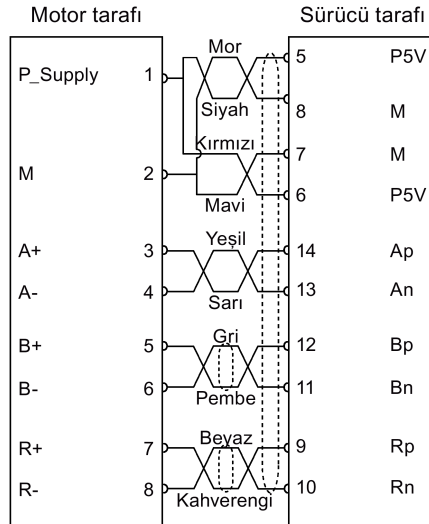 Motor tarafı Sürücü tarafı
Mor
P_Supply 1 5 P5V
Siyah 8 M
Kırmızı 7 M
M 2 6 P5V
Mavi
Yeşil
A+ 3 14 Ap
A- 4 13 An
Sarı
Gri
B+ 5 12 Bp
B- 6 11 Bn
Pembe
Beyaz
R+ 7 9 Rp
R- 8 10 Rn
Kahverengi